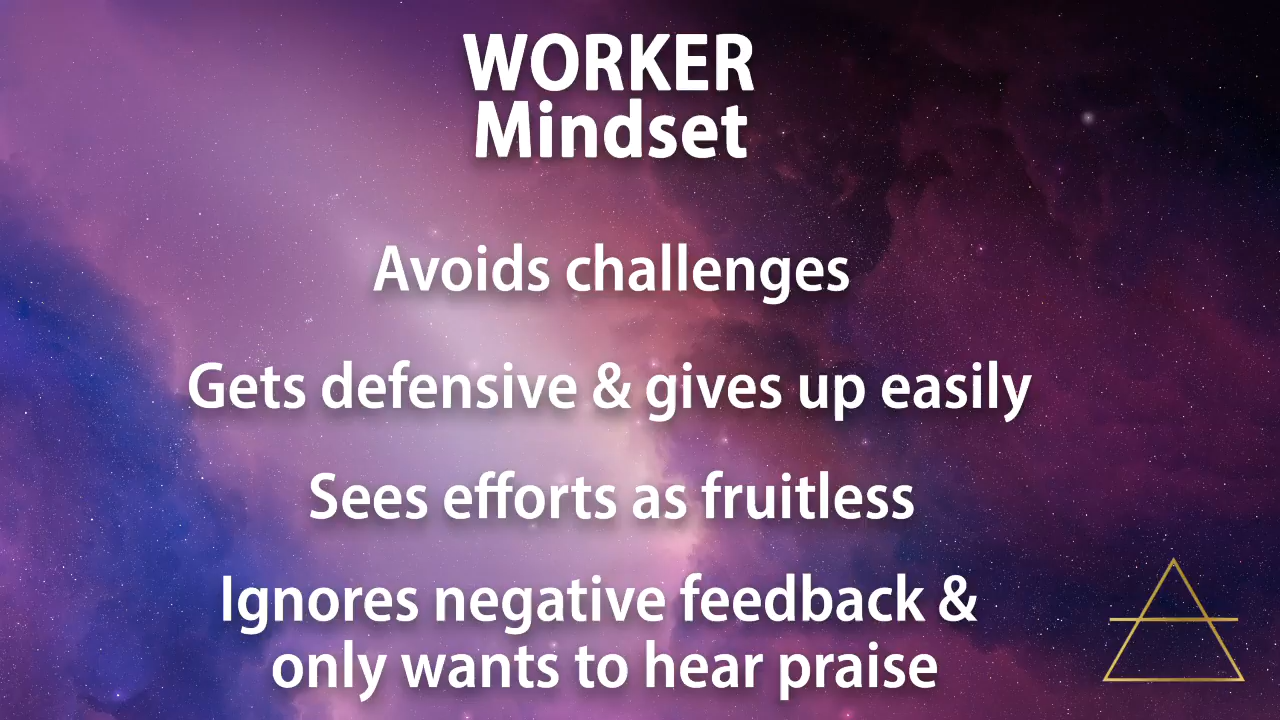 WORKER
Mindset
Avoids challenges
Gets defensive & gives up easily
Sees efforts as fruitless
Ignores negative feedback &
only wants to hear praise